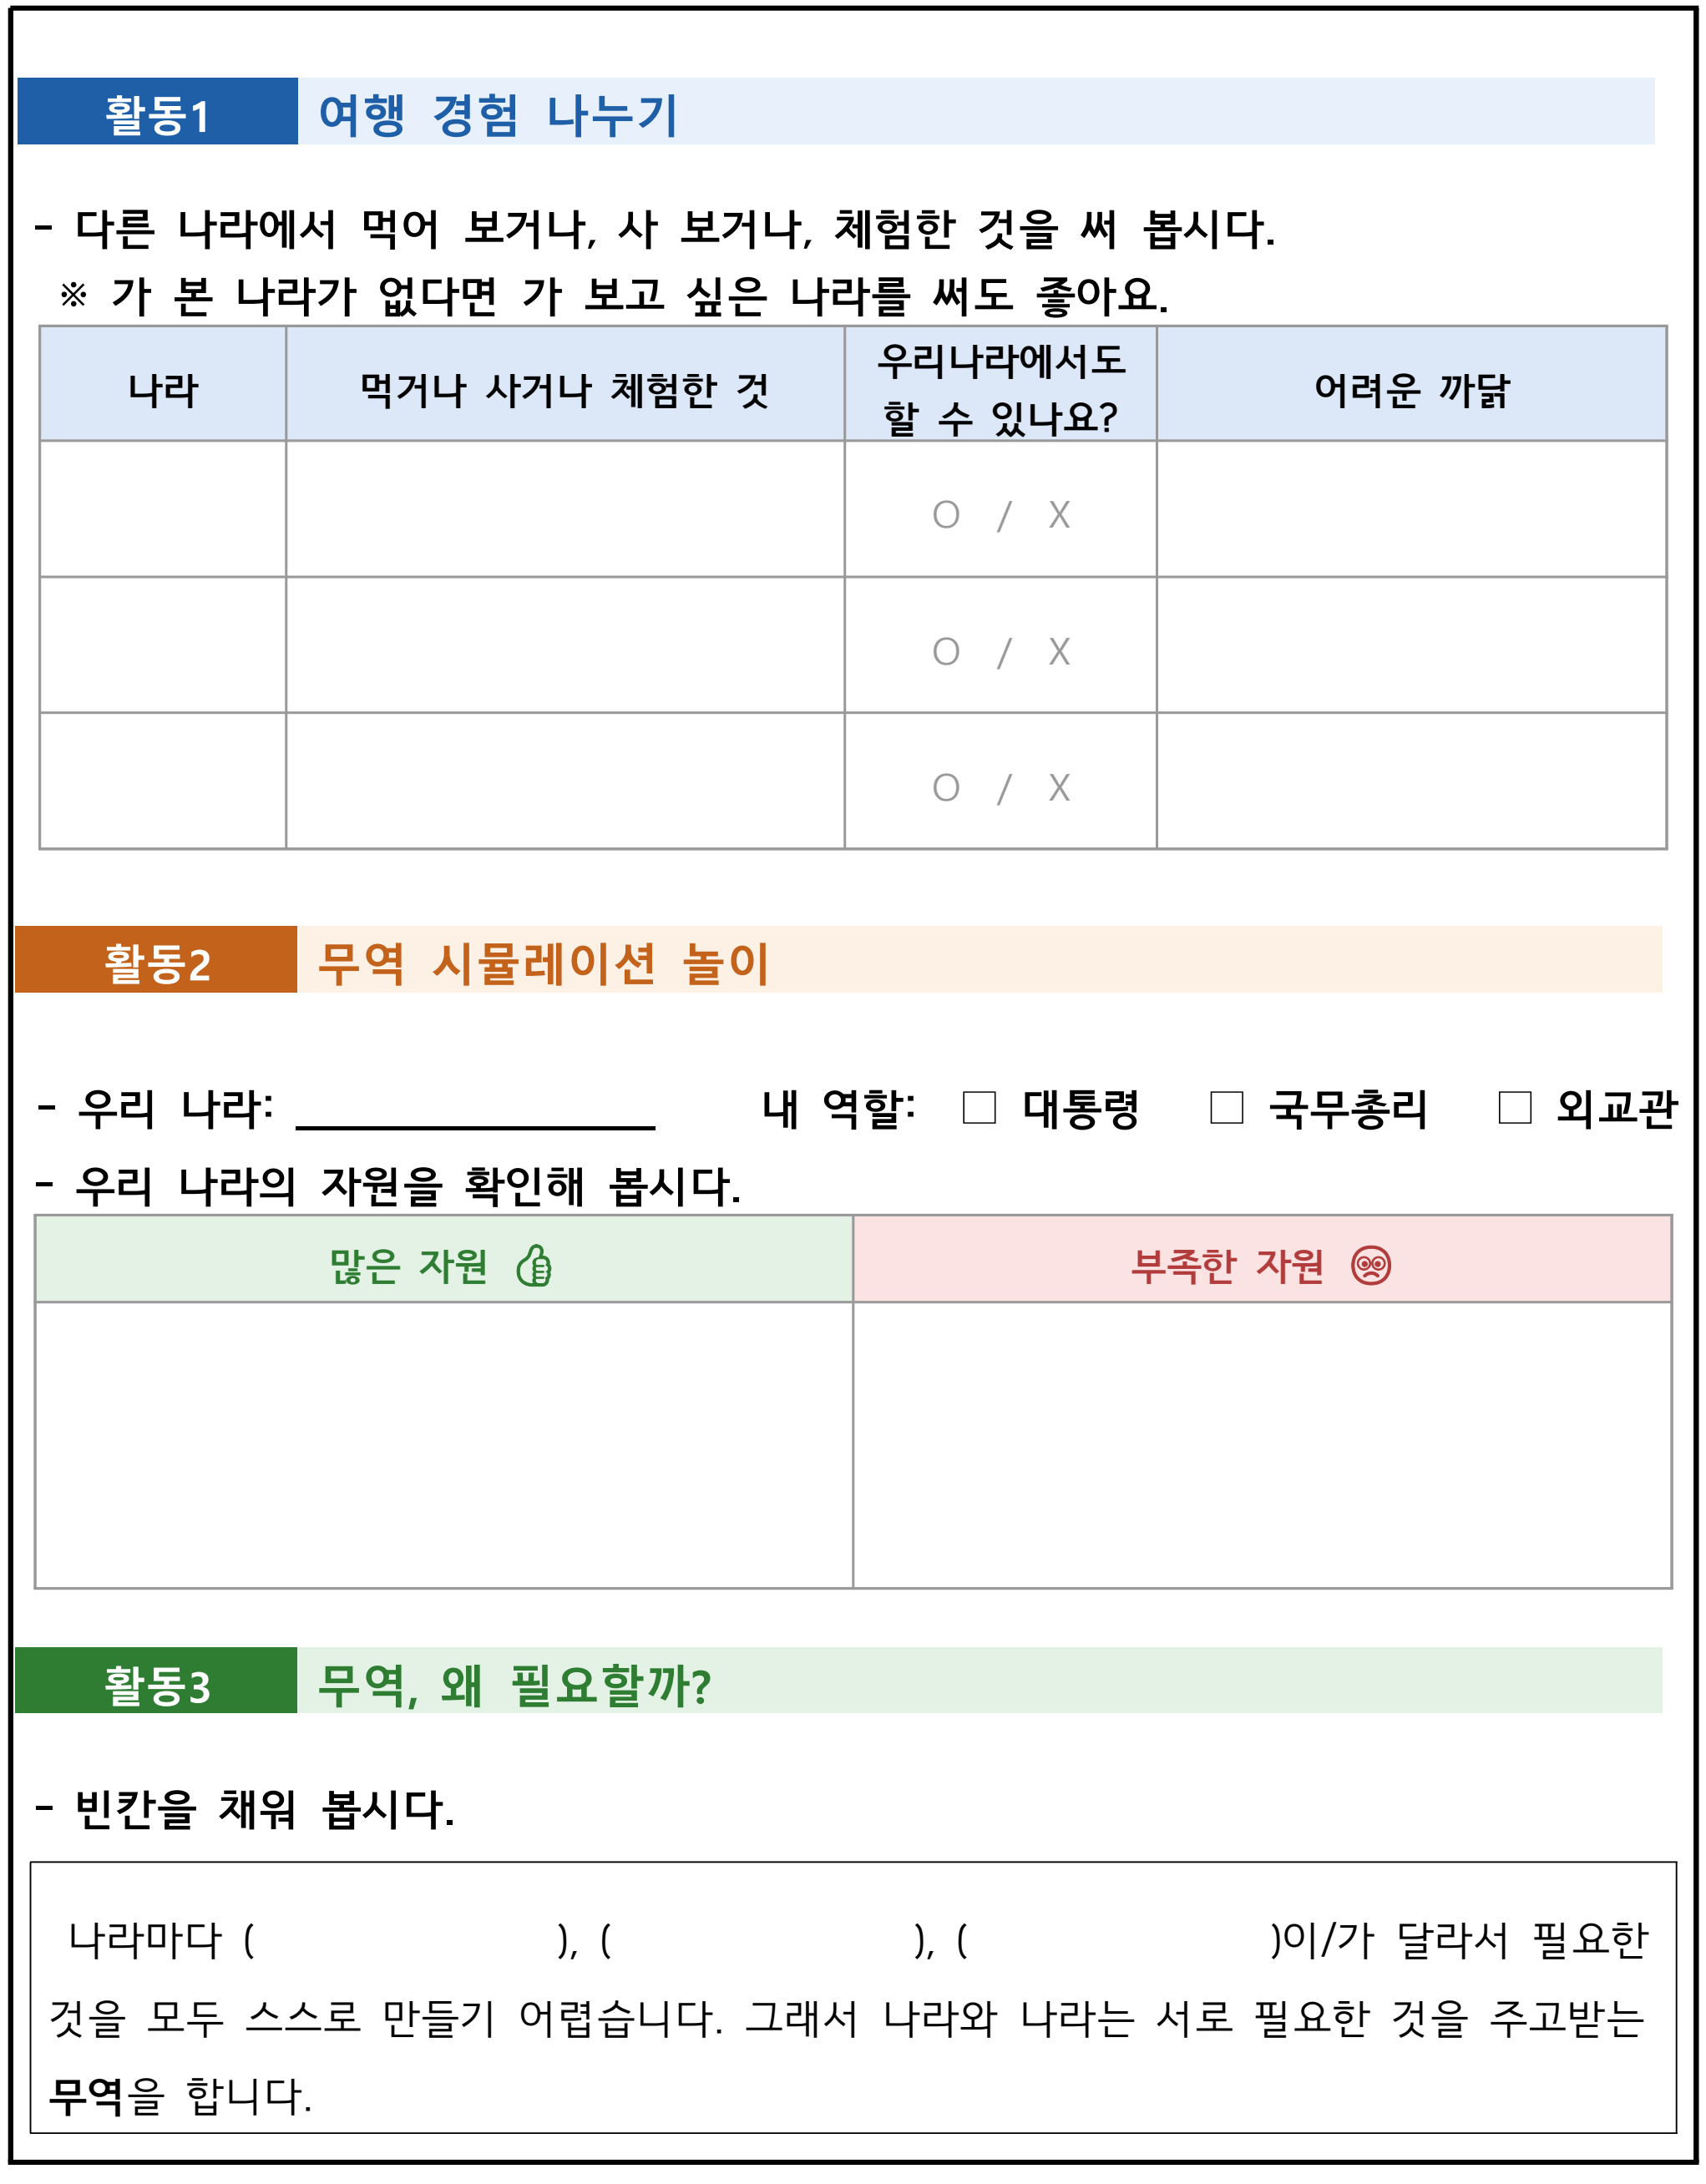 활동1 여행 경험 나누기
- 다른 나라에서 먹어 보거나, 사 보거나, 체험한 것을 써 봅시다.
※ 가 본 나라가 없다면 가 보고 싶은 나라를 써도 좋아요.
나라 먹거나 사거나 체험한 것 우리나라에서도 할 수 있나요? 어려운 까닭
O / X
O / X
O / X
활동2 무역 시뮬레이션 놀이
- 우리 나라: ____________ 내 역할: □ 대통령 □ 국무총리 □ 외교관
- 우리 나라의 자원을 확인해 봅시다.
많은 자원 👍 부족한 자원 😩
활동3 무역, 왜 필요할까?
- 빈칸을 채워 봅시다.
나라마다 ( ), ( ), ( )이/가 달라서 필요한
것을 모두 스스로 만들기 어렵습니다. 그래서 나라와 나라는 서로 필요한 것을 주고받는
무역을 합니다.